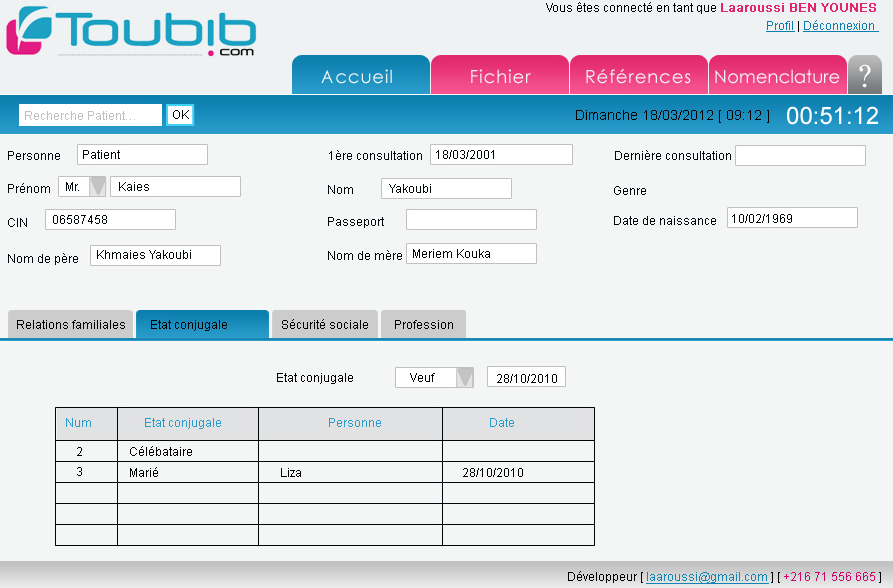 Vous êtes connecté en tant que Laaroussi BEN YOUNES
Profil | Déconnexion
Toubib
.com
Accueil Fichier Références Nomenclature ?
Recherche Patient... OK Dimanche 18/03/2012 [ 09:12 ] 00:51:12
Personne Patient 1ère consultation 18/03/2001 Dernière consultation
Prénom Mr. Kaies Nom Yakoubi Genre
CIN 06587458 Passeport Date de naissance 10/02/1969
Nom de père Khmaies Yakoubi Nom de mère Meriem Kouka
Relations familiales Etat conjugale Sécurité sociale Profession
Etat conjugale Veuf 28/10/2010
Num Etat conjugale Personne Date
2 Célébataire
3 Marié Liza 28/10/2010
Développeur [ laaroussi@gmail.com ] [ +216 71 556 665 ]